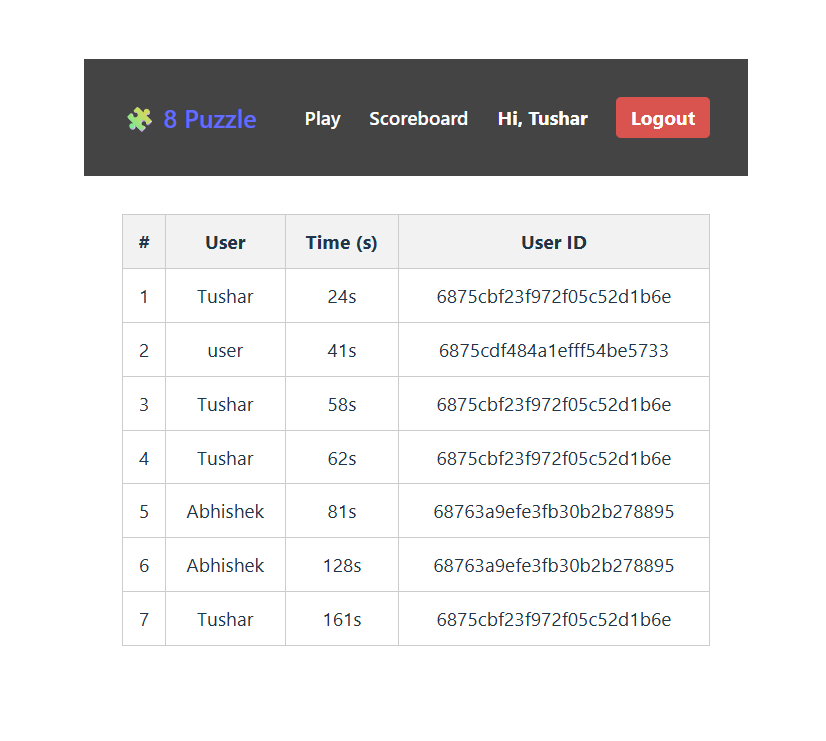 8 Puzzle Play Scoreboard Hi, Tushar Logout
# User Time (s) User ID
1 Tushar 24s 6875cbf23f972f05c52d1b6e
2 user 41s 6875cdf484a1efff54be5733
3 Tushar 58s 6875cbf23f972f05c52d1b6e
4 Tushar 62s 6875cbf23f972f05c52d1b6e
5 Abhishek 81s 68763a9efe3fb30b2b278895
6 Abhishek 128s 68763a9efe3fb30b2b278895
7 Tushar 161s 6875cbf23f972f05c52d1b6e